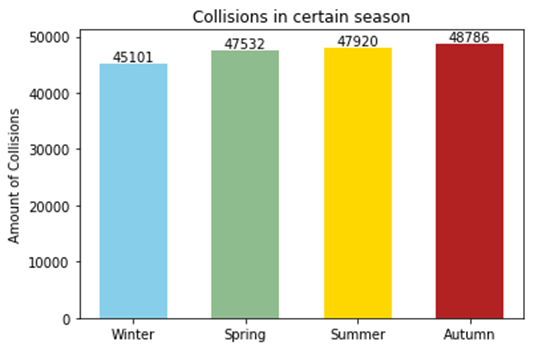 Collisions in certain season
Amount of Collisions
50000
40000
30000
20000
10000
0
45101
47532
47920
48786
Winter
Spring
Summer
Autumn